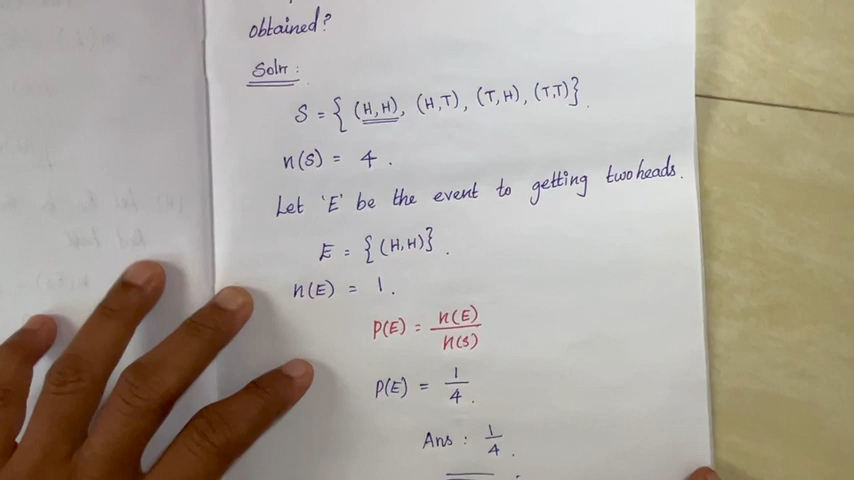 obtained?
Soln :
S = { (H,H), (H,T), (T,H), (T,T)}.
n(S) = 4.
Let 'E' be the event to getting two heads.
E = {(H,H)}.
n(E) = 1.
P(E) = n(E)/n(S)
P(E) = 1/4.
Ans : 1/4.